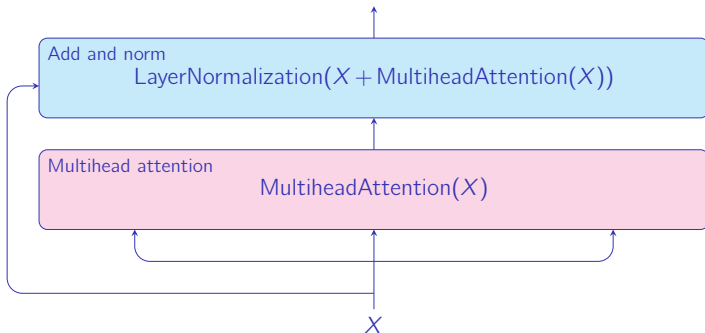 Add and norm
LayerNormalization(X + MultiheadAttention(X))
Multihead attention
MultiheadAttention(X)
X